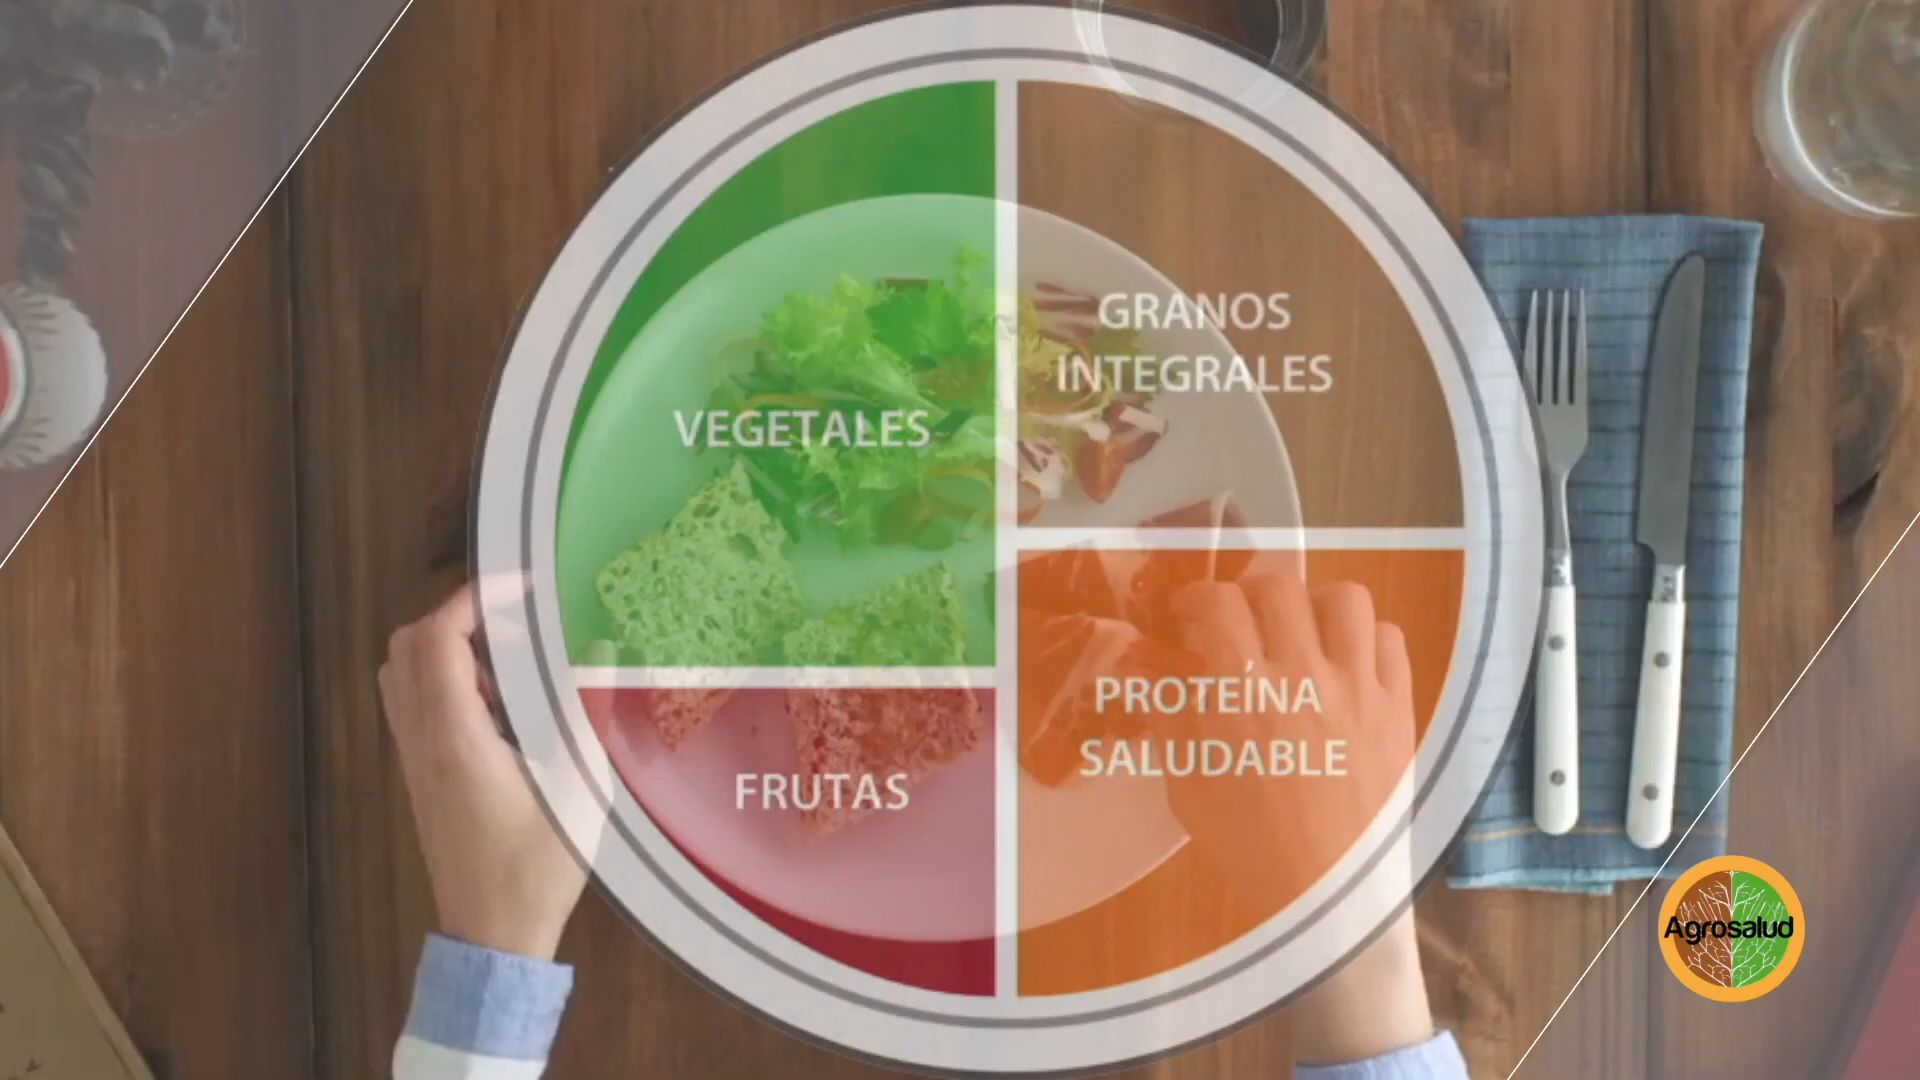 VEGETALES
GRANOS
INTEGRALES
FRUTAS
PROTEÍNA
SALUDABLE
Agrosalud